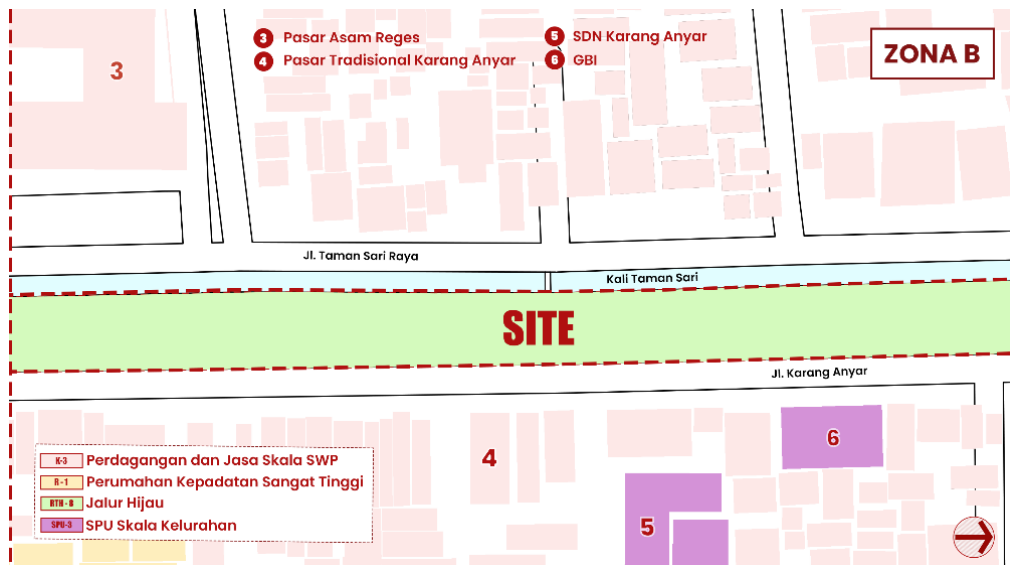 3 Pasar Asam Reges
4 Pasar Tradisional Karang Anyar
5 SDN Karang Anyar
6 GBI
ZONA B
3
Jl. Taman Sari Raya
Kali Taman Sari
SITE
Jl. Karang Anyar
4
6
5
K-3 Perdagangan dan Jasa Skala SWP
R-1 Perumahan Kepadatan Sangat Tinggi
RTH-8 Jalur Hijau
SPU-3 SPU Skala Kelurahan